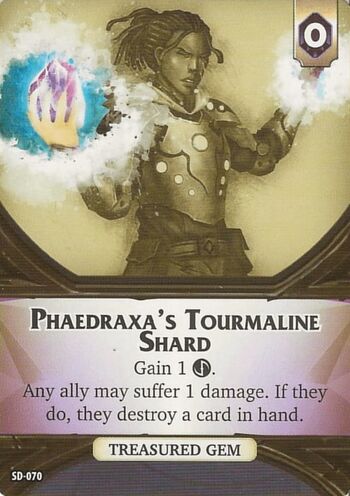 0
PHAEDRAXA'S TOURMALINE
SHARD
Gain 1 .
Any ally may suffer 1 damage. If they
do, they destroy a card in hand.
TREASURED GEM
SD-070